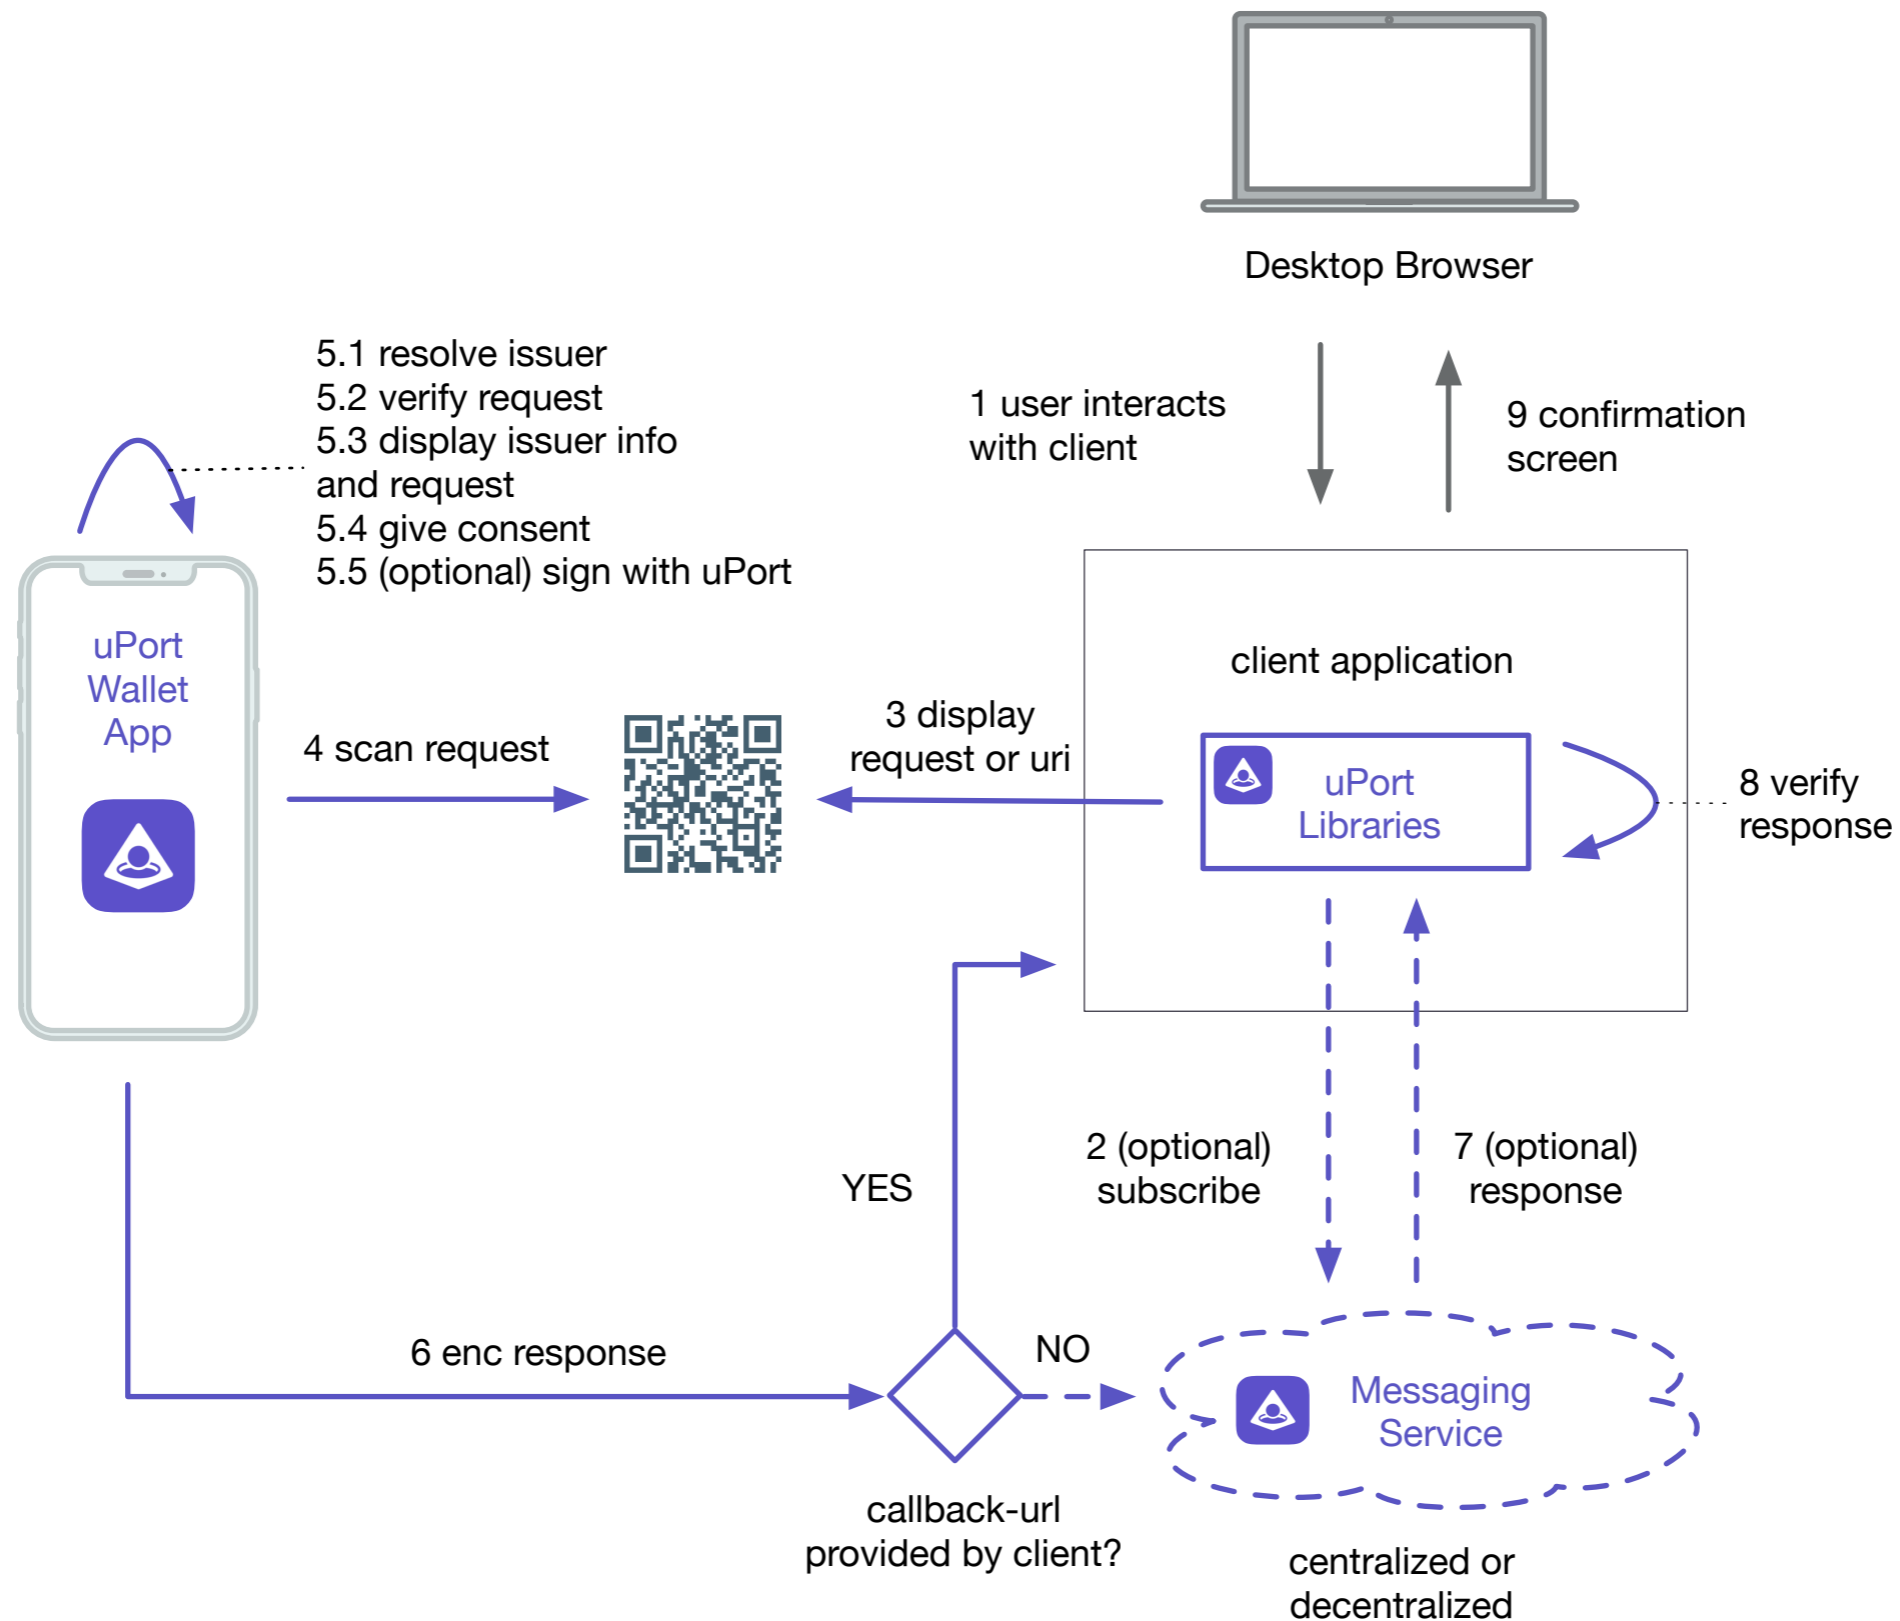 Desktop Browser
1 user interacts
with client
9 confirmation
screen
5.1 resolve issuer
5.2 verify request
5.3 display issuer info
and request
5.4 give consent
5.5 (optional) sign with uPort
uPort
Wallet
App
4 scan request
3 display
request or uri
client application
uPort
Libraries
8 verify
response
2 (optional)
subscribe
7 (optional)
response
YES
6 enc response
NO
Messaging
Service
callback-url
provided by client?
centralized or
decentralized